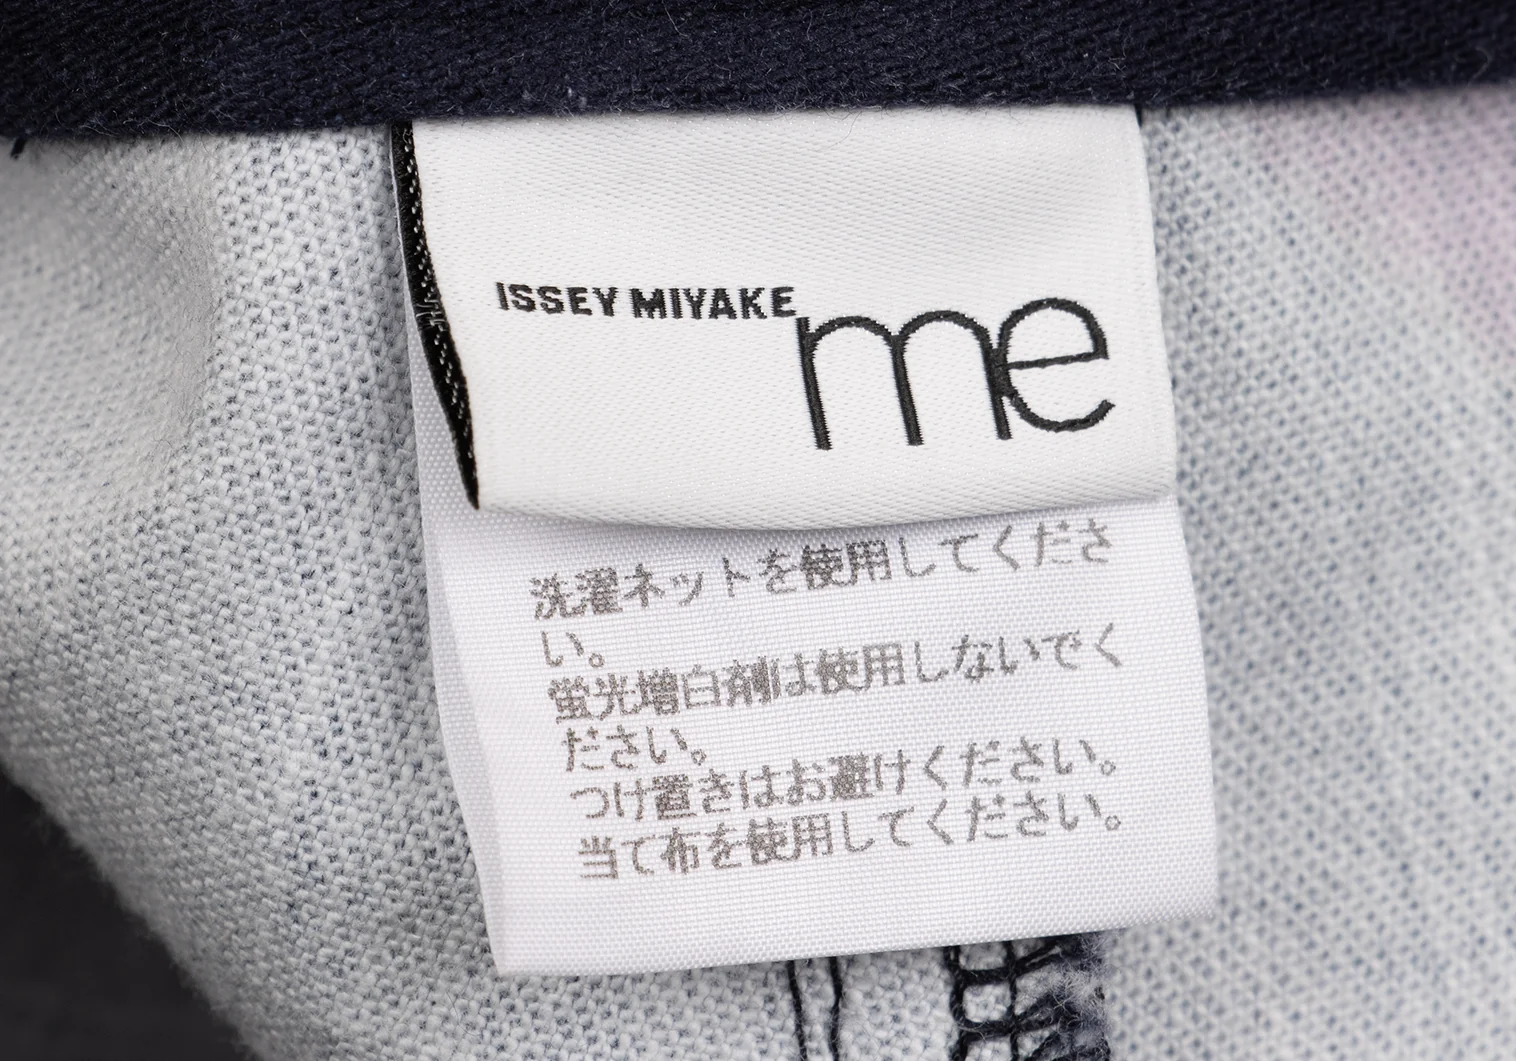 ISSEY MIYAKE me
洗濯ネットを使用してくださ
い。
蛍光増白剤は使用しないでく
ださい。
つけ置きはお避けください。
当て布を使用してください。